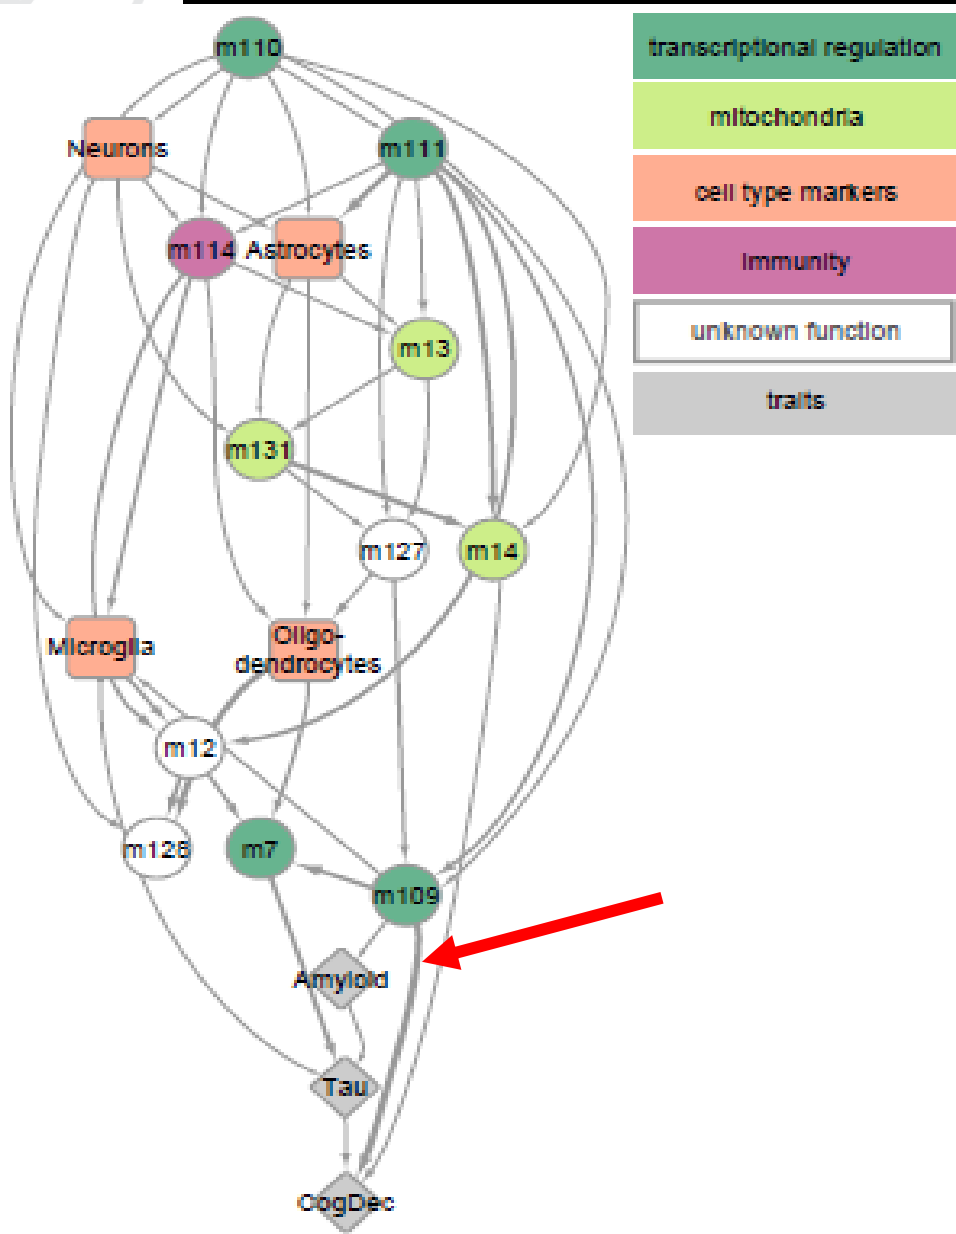 m110
transcriptional regulation
mitochondria
cell type markers
immunity
unknown function
traits
Neurons
m111
m114
Astrocytes
m13
m131
m127
m14
Microglia
Oligo-
dendrocytes
m12
m128
m7
m109
Amyloid
Tau
CogDec